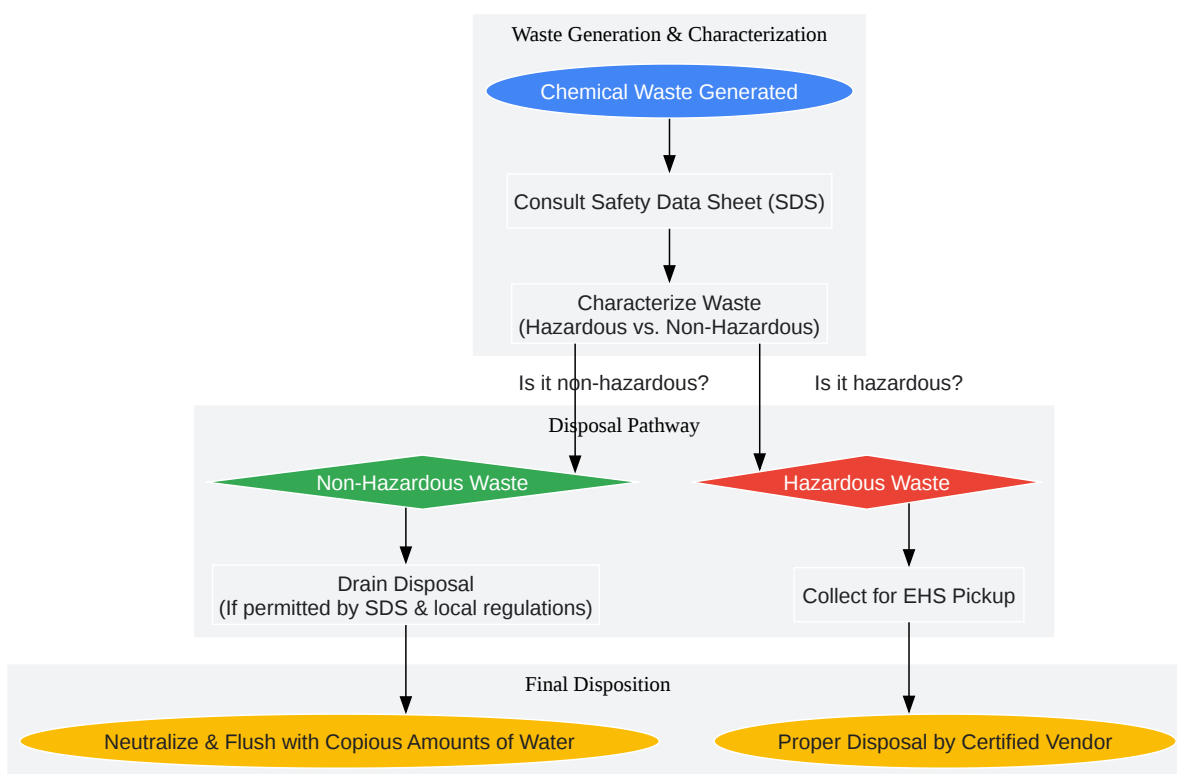 Waste Generation & Characterization
Chemical Waste Generated
Consult Safety Data Sheet (SDS)
Characterize Waste
(Hazardous vs. Non-Hazardous)
Is it non-hazardous?
Is it hazardous?
Disposal Pathway
Non-Hazardous Waste
Hazardous Waste
Drain Disposal
(If permitted by SDS & local regulations)
Collect for EHS Pickup
Final Disposition
Neutralize & Flush with Copious Amounts of Water
Proper Disposal by Certified Vendor